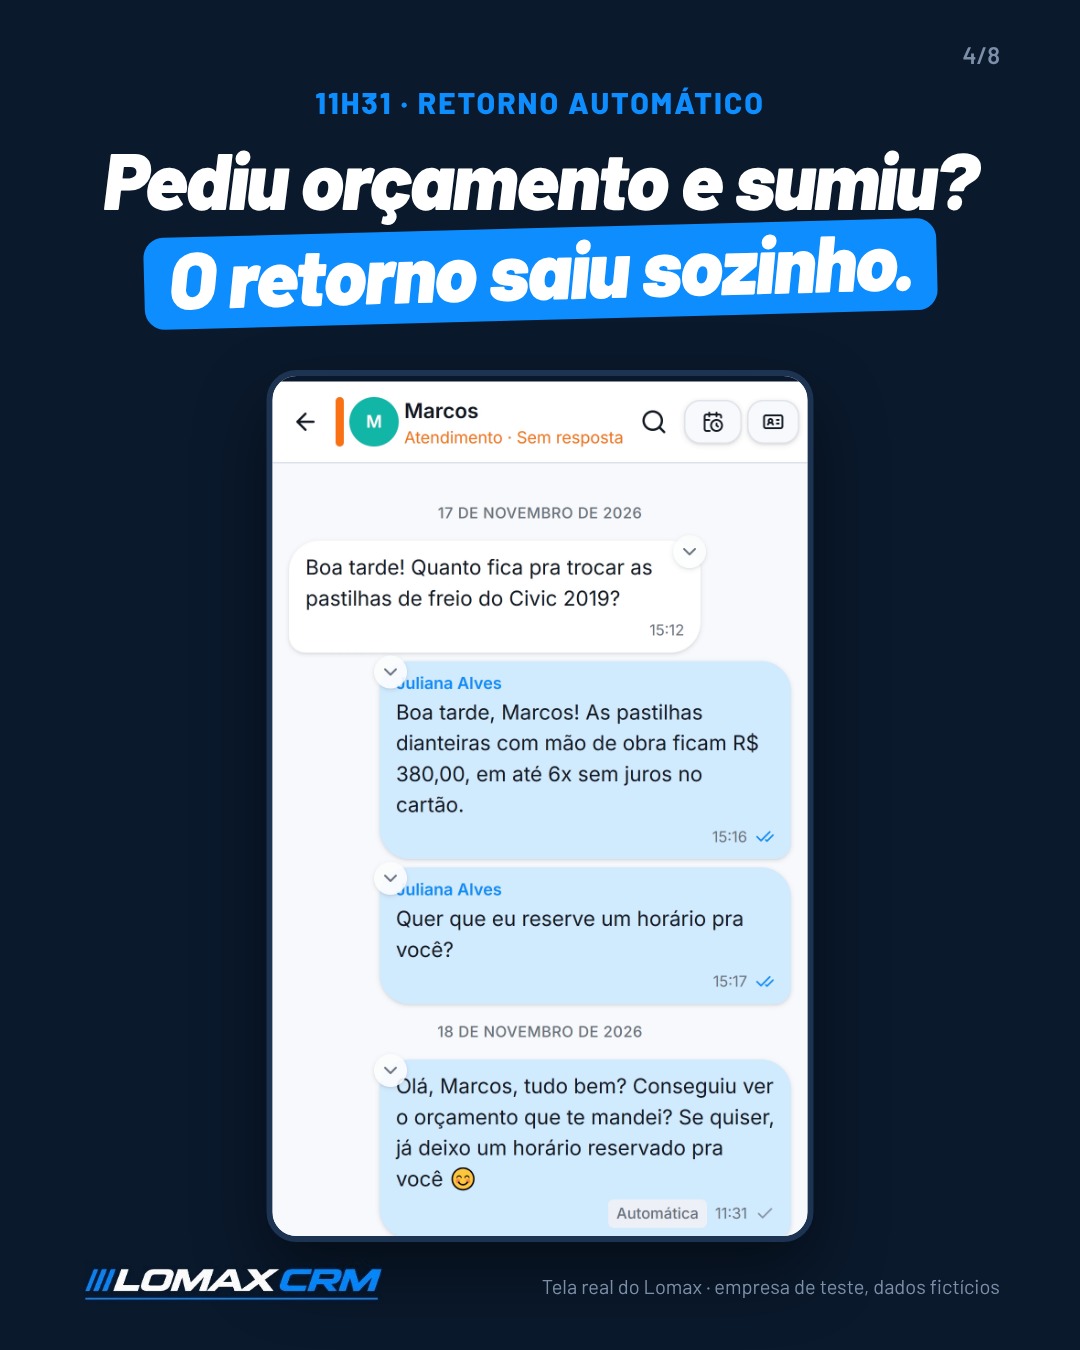 4/8
11H31 · RETORNO AUTOMÁTICO
Pediu orçamento e sumiu?
O retorno saiu sozinho.
M
Marcos
Atendimento · Sem resposta
17 DE NOVEMBRO DE 2026
Boa tarde! Quanto fica pra trocar as
pastilhas de freio do Civic 2019?
15:12
Juliana Alves
Boa tarde, Marcos! As pastilhas
dianteiras com mão de obra ficam R$
380,00, em até 6x sem juros no
cartão.
15:16
Juliana Alves
Quer que eu reserve um horário pra
você?
15:17
18 DE NOVEMBRO DE 2026
Olá, Marcos, tudo bem? Conseguiu ver
o orçamento que te mandei? Se quiser,
já deixo um horário reservado pra
você 😊
Automática 11:31
///LOMAX CRM
Tela real do Lomax · empresa de teste, dados fictícios